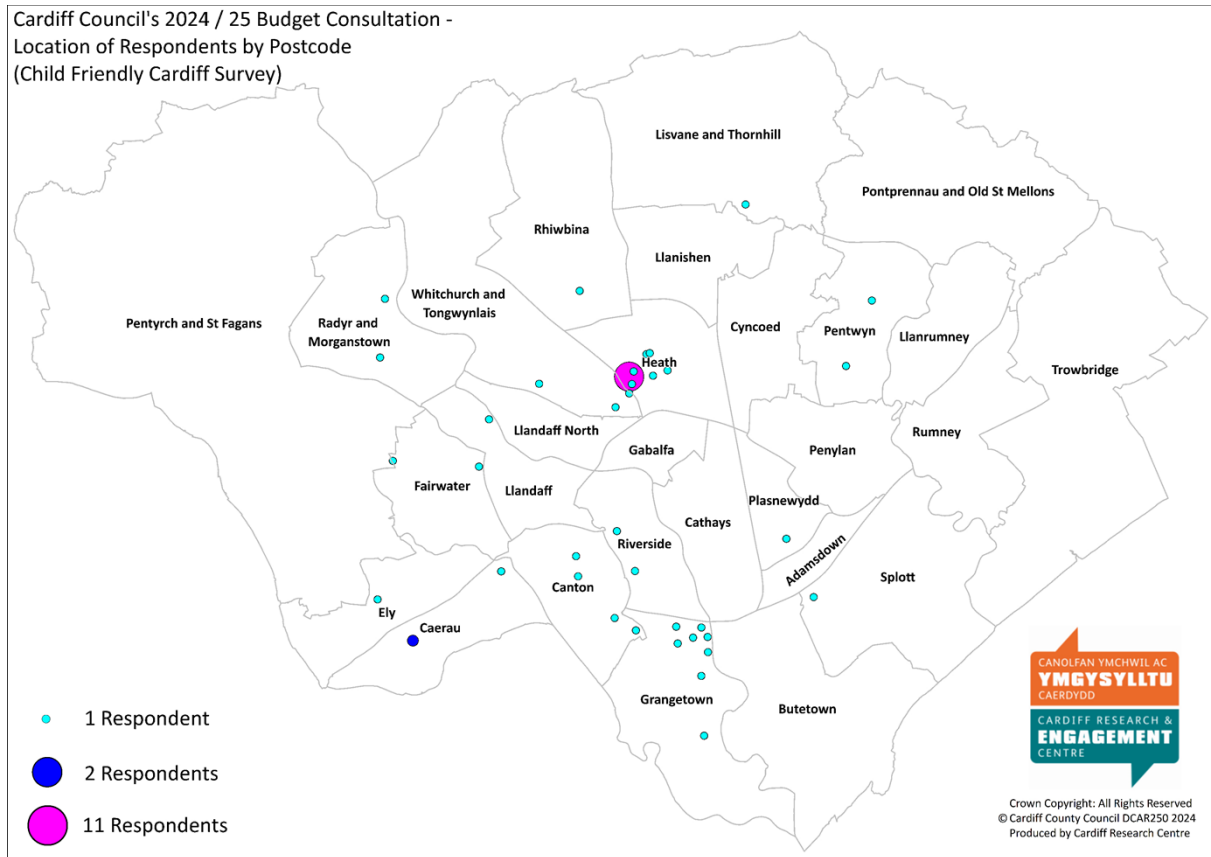 Cardiff Council's 2024 / 25 Budget Consultation -
Location of Respondents by Postcode
(Child Friendly Cardiff Survey)
Lisvane and Thornhill
Pontprennau and Old St Mellons
Rhiwbina
Llanishen
Whitchurch and
Tongwynlais
Pentyrch and St Fagans
Radyr and
Morganstown
Cyncoed
Pentwyn
Llanrumney
Heath
Trowbridge
Llandaff North
Rumney
Gabalfa
Penylan
Fairwater
Llandaff
Plasnewydd
Cathays
Riverside
Adamsdown
Splott
Canton
Ely
Caerau
Grangetown
Butetown
1 Respondent
2 Respondents
11 Respondents
CANOLFAN YMCHWIL AC
YMGYSYLLTU
CAERDYDD
CARDIFF RESEARCH &
ENGAGEMENT
CENTRE
Crown Copyright: All Rights Reserved
© Cardiff County Council DCAR250 2024
Produced by Cardiff Research Centre